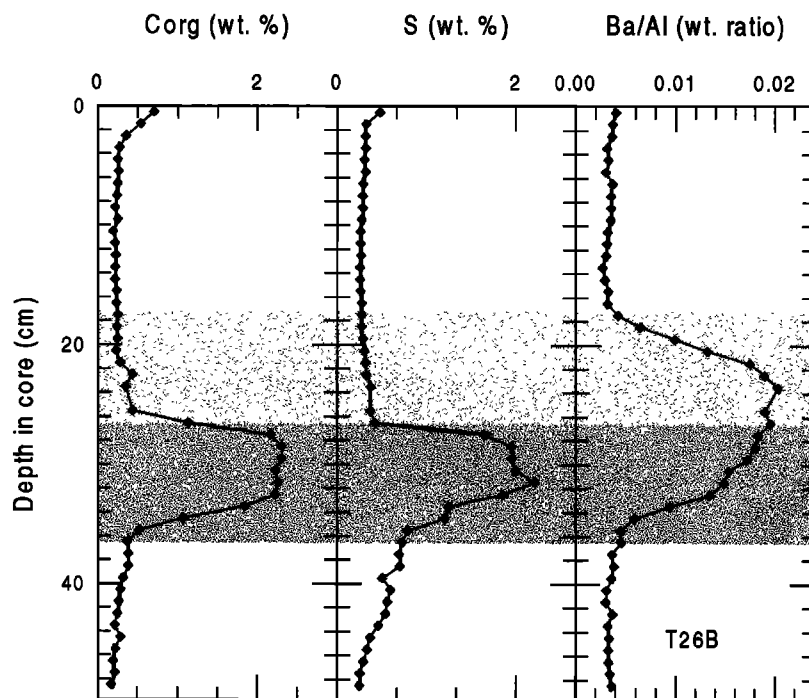 Corg (wt. %) S (wt. %) Ba/Al (wt. ratio)
0 2 0 2 0.00 0.01 0.02
0
20
40
Depth in core (cm)
T26B